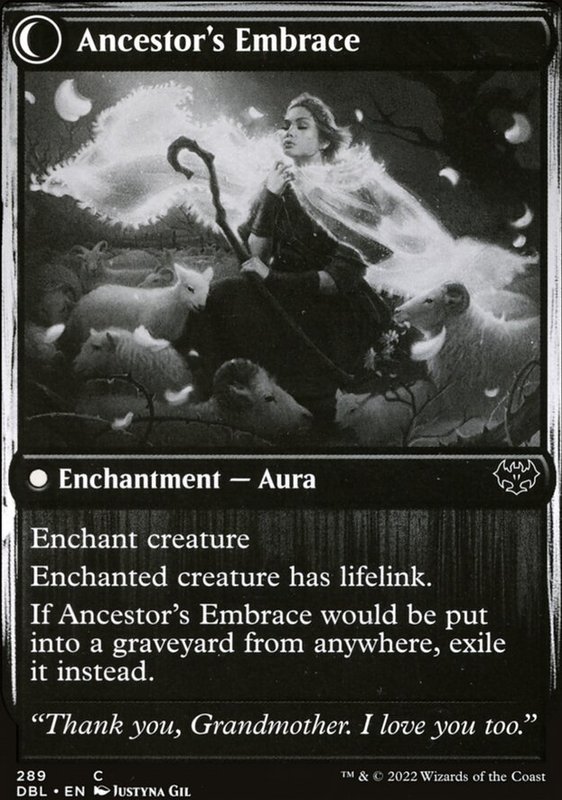 Ancestor's Embrace
Enchantment — Aura
Enchant creature
Enchanted creature has lifelink.
If Ancestor's Embrace would be put
into a graveyard from anywhere, exile
it instead.
“Thank you, Grandmother. I love you too.”
289 C
DBL • EN Justyna Gil
™ & © 2022 Wizards of the Coast